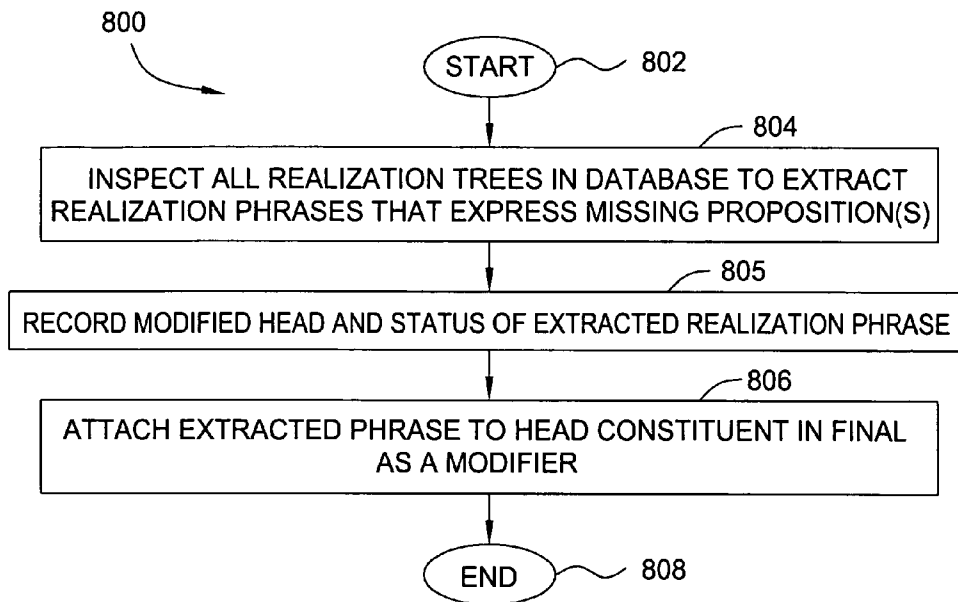 800
START
802
804
INSPECT ALL REALIZATION TREES IN DATABASE TO EXTRACT
REALIZATION PHRASES THAT EXPRESS MISSING PROPOSITION(S)
805
RECORD MODIFIED HEAD AND STATUS OF EXTRACTED REALIZATION PHRASE
806
ATTACH EXTRACTED PHRASE TO HEAD CONSTITUENT IN FINAL
AS A MODIFIER
END
808